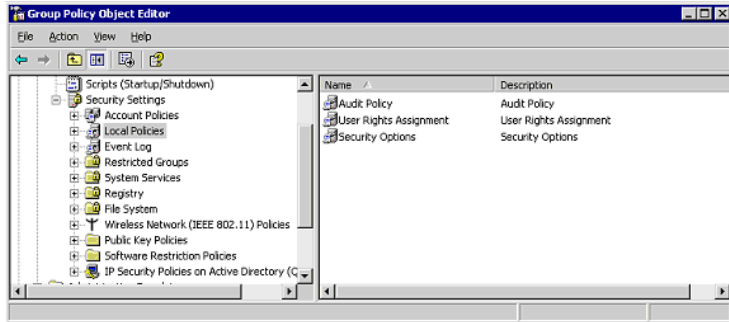 Group Policy Object Editor
File Action View Help
Scripts (Startup/Shutdown)
Security Settings
Account Policies
Local Policies
Event Log
Restricted Groups
System Services
Registry
File System
Wireless Network (IEEE 802.11) Policies
Public Key Policies
Software Restriction Policies
IP Security Policies on Active Directory (
Name Description
Audit Policy Audit Policy
User Rights Assignment User Rights Assignment
Security Options Security Options